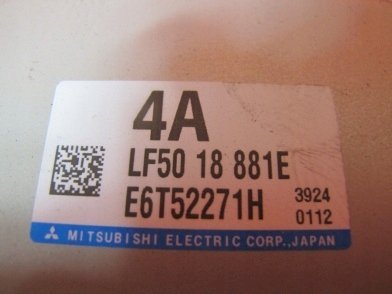 4A
LF50 18 881E
E6T52271H 3924
0112
MITSUBISHI ELECTRIC CORP.,JAPAN